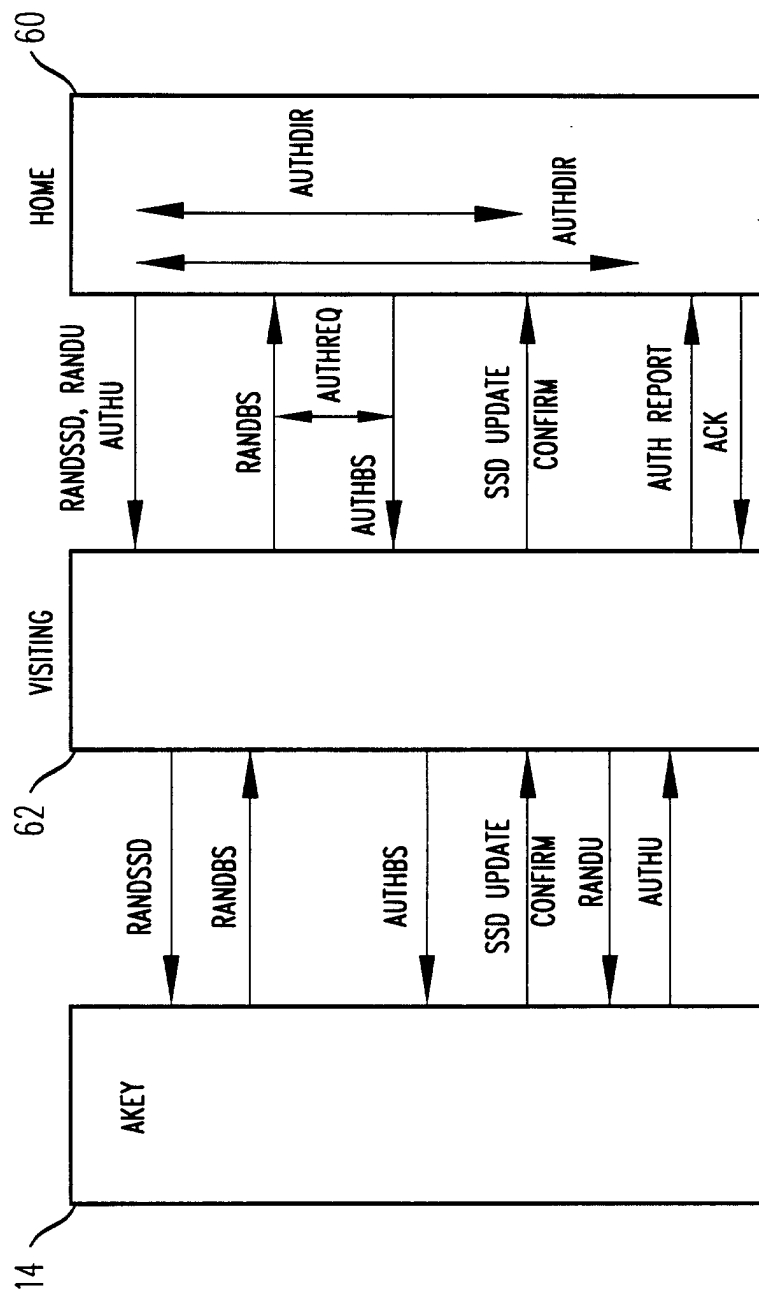 14
62
60
AKEY
VISITING
HOME
RANDSSD
RANDBS
AUTHBS
SSD UPDATE
CONFIRM
RANDU
AUTHU
RANDSSD, RANDU
AUTHU
RANDBS
AUTHREQ
AUTHBS
SSD UPDATE
CONFIRM
AUTH REPORT
ACK
AUTHDIR
AUTHDIR